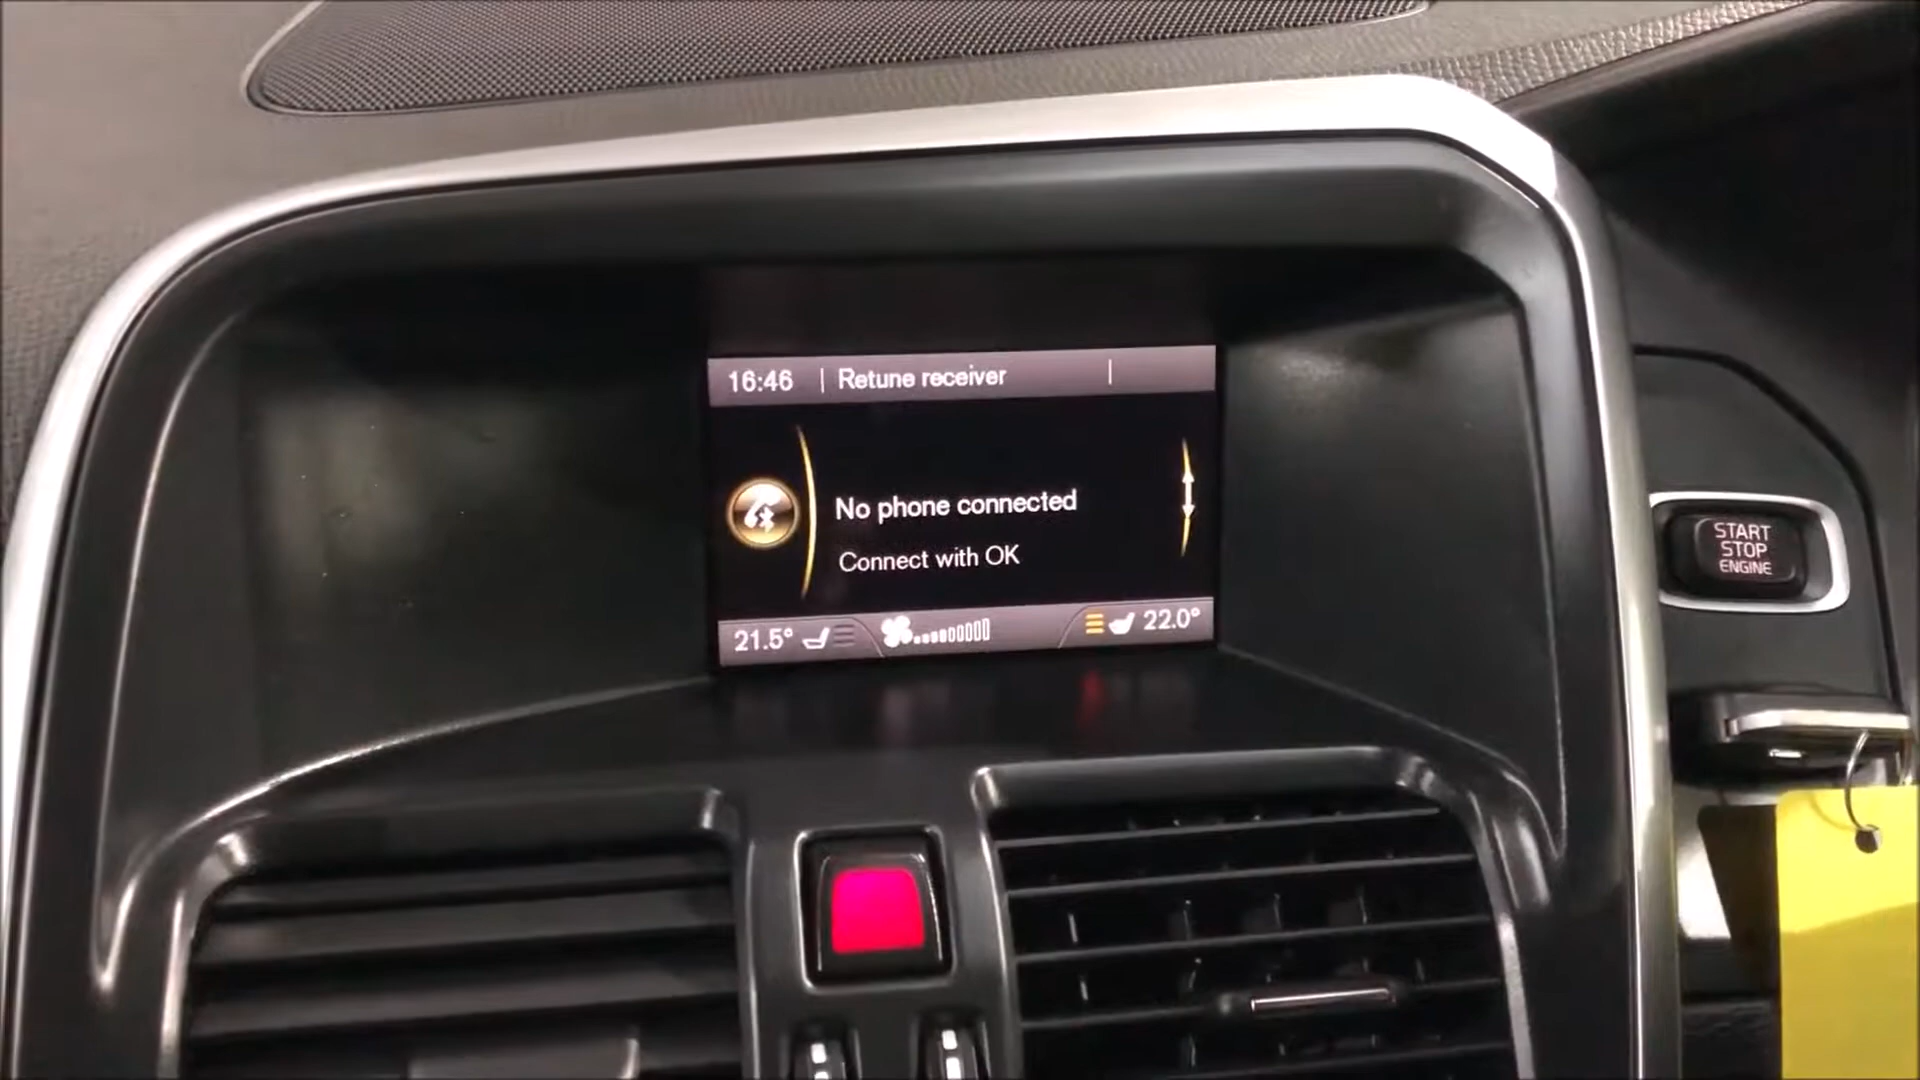 16:46 | Retune receiver |
No phone connected
Connect with OK
21.5° 22.0°
START
STOP
ENGINE